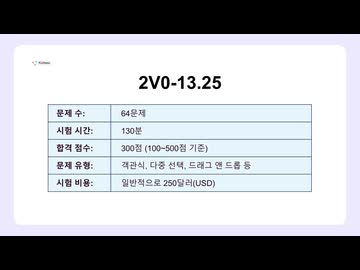 2V0-13.25
문제 수: 64문제
시험 시간: 130분
합격 점수: 300점 (100~500점 기준)
문제 유형: 객관식, 다중 선택, 드래그 앤 드롭 등
시험 비용: 일반적으로 250달러(USD)